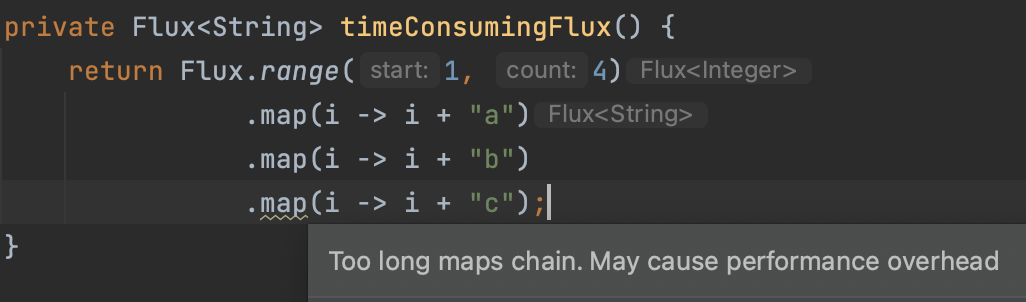 private Flux<String> timeConsumingFlux() {
return Flux.range( start: 1, count: 4) Flux<Integer>
.map(i -> i + "a") Flux<String>
.map(i -> i + "b")
.map(i -> i + "c");
}
Too long maps chain. May cause performance overhead